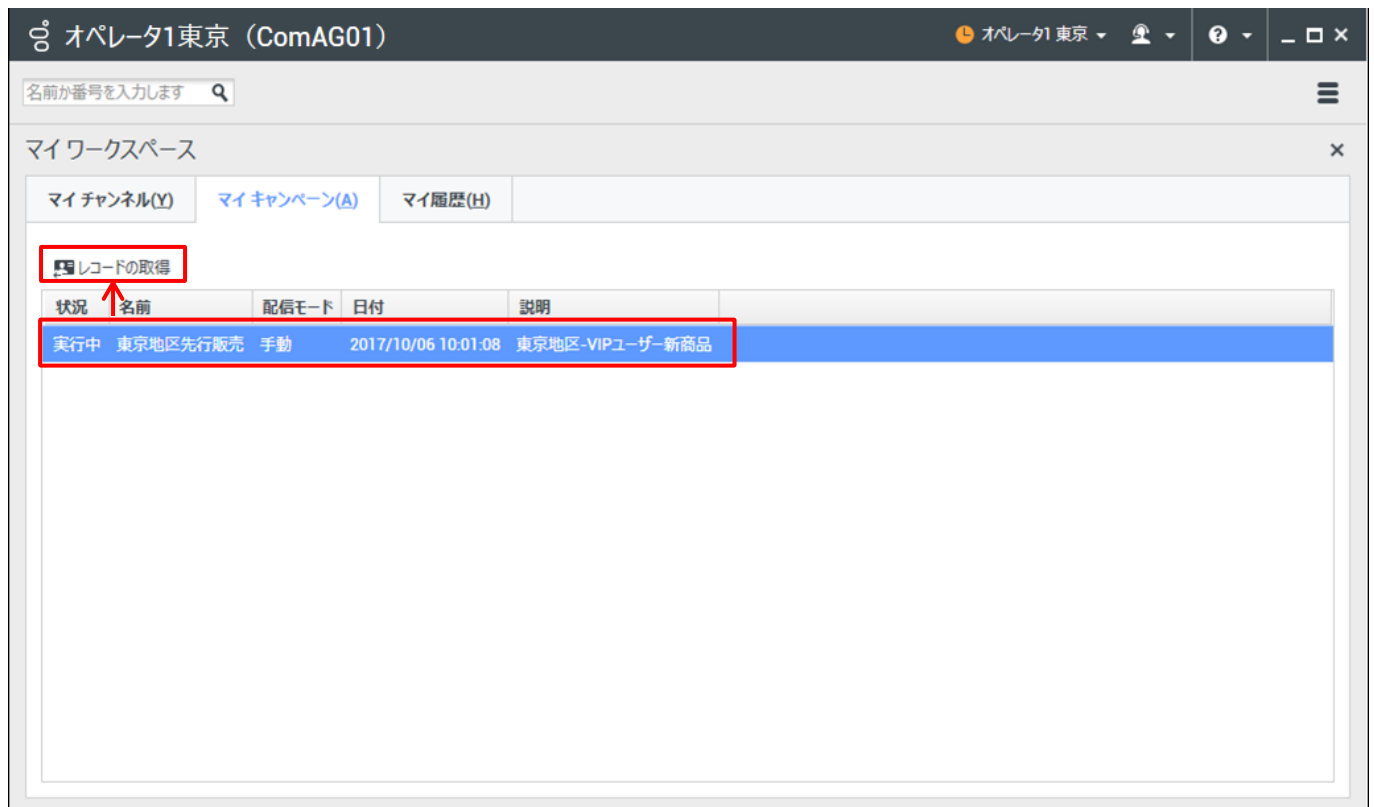 オペレータ1東京（ComAG01） オペレータ1 東京
名前か番号を入力します
マイ ワークスペース
マイ チャンネル(Y) マイ キャンペーン(A) マイ履歴(H)
レコードの取得
状況 名前 配信モード 日付 説明
実行中 東京地区先行販売 手動 2017/10/06 10:01:08 東京地区-VIPユーザー新商品